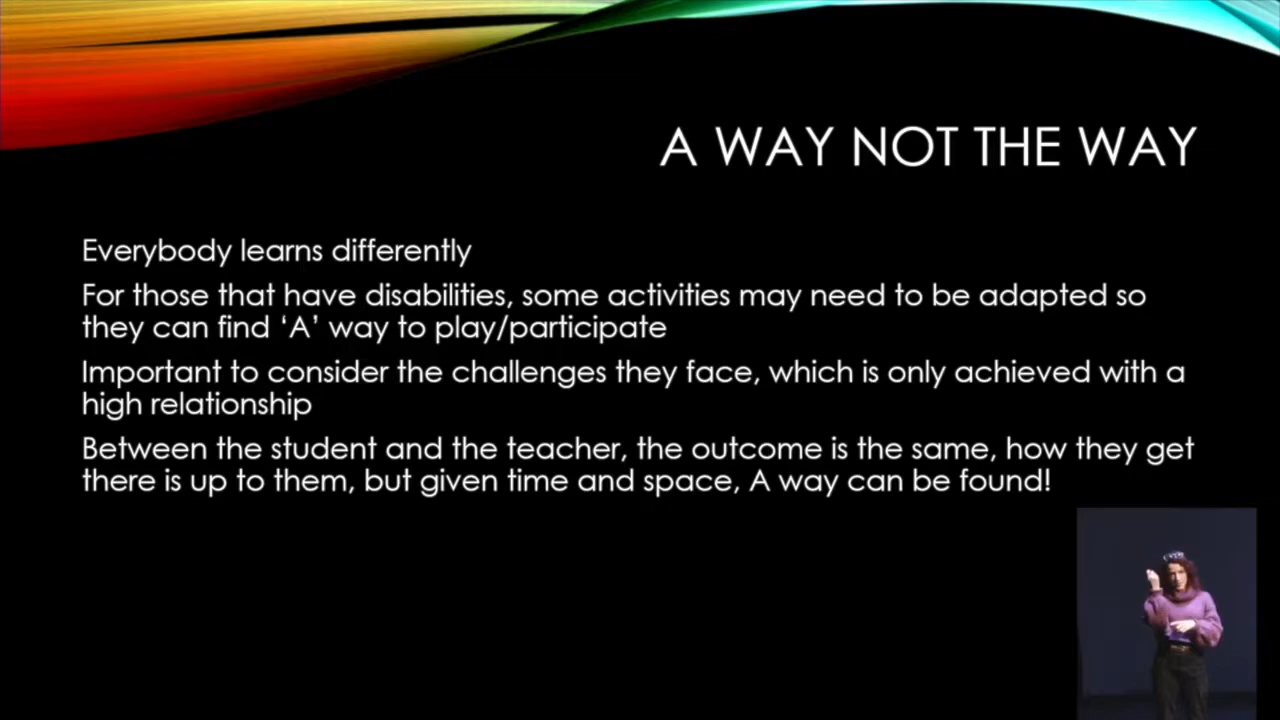 A WAY NOT THE WAY
Everybody learns differently
For those that have disabilities, some activities may need to be adapted so
they can find ‘A’ way to play/participate
Important to consider the challenges they face, which is only achieved with a
high relationship
Between the student and the teacher, the outcome is the same, how they get
there is up to them, but given time and space, A way can be found!